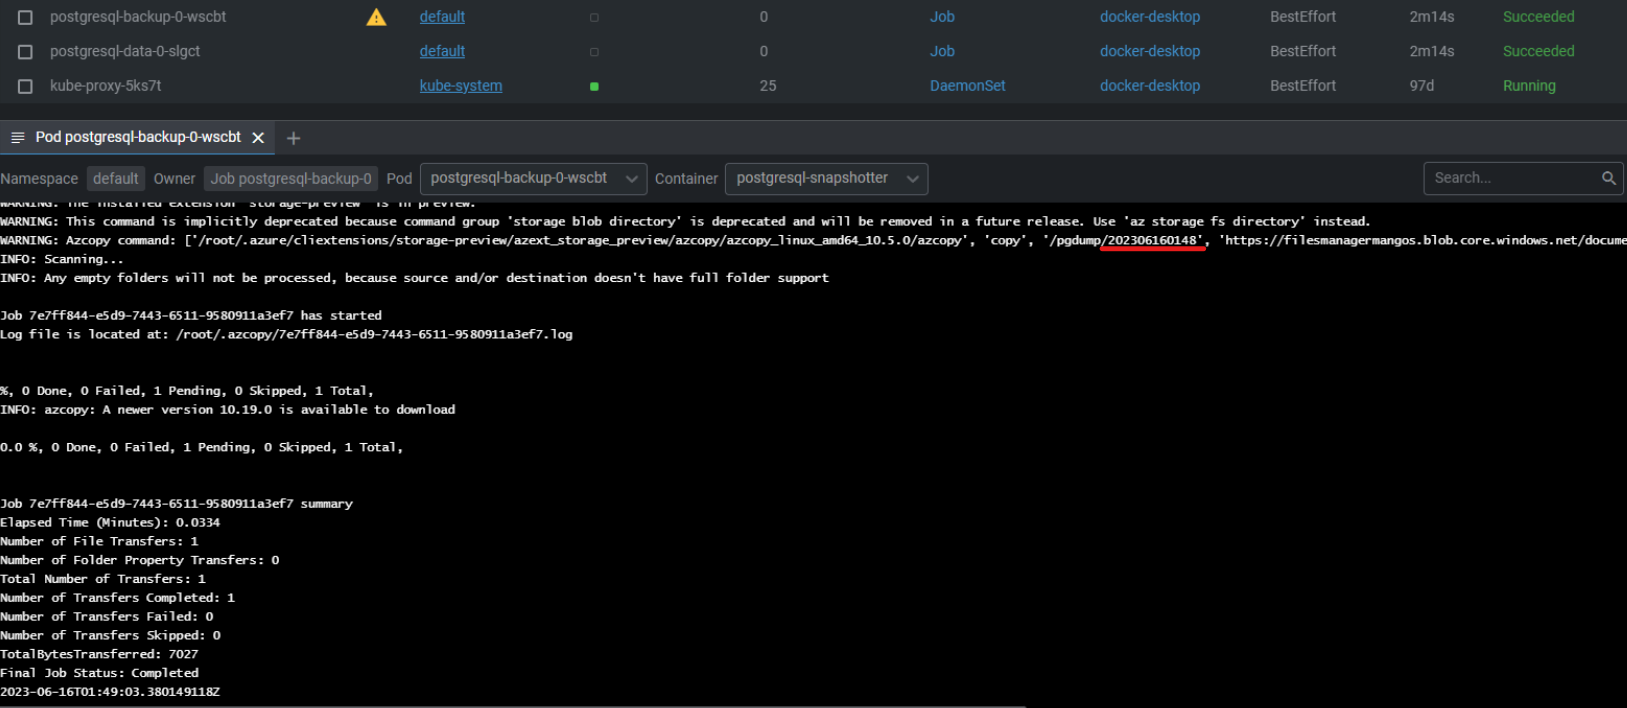 postgresql-backup-0-wscbt default 0 Job docker-desktop BestEffort 2m14s Succeeded
postgresql-data-0-slgct default 0 Job docker-desktop BestEffort 2m14s Succeeded
kube-proxy-5ks7t kube-system 25 DaemonSet docker-desktop BestEffort 97d Running
Pod postgresql-backup-0-wscbt
Namespace default Owner Job postgresql-backup-0 Pod postgresql-backup-0-wscbt Container postgresql-snapshotter Search...
WARNING: The installed extension 'storage-preview' is in preview.
WARNING: This command is implicitly deprecated because command group 'storage blob directory' is deprecated and will be removed in a future release. Use 'az storage fs directory' instead.
WARNING: Azcopy command: ['/root/.azure/cliextensions/storage-preview/azext_storage_preview/azcopy/azcopy_linux_amd64_10.5.0/azcopy', 'copy', '/pgdump/202306160148', 'https://filesmanagermangos.blob.core.windows.net/docume
INFO: Scanning...
INFO: Any empty folders will not be processed, because source and/or destination doesn't have full folder support
Job 7e7ff844-e5d9-7443-6511-9580911a3ef7 has started
Log file is located at: /root/.azcopy/7e7ff844-e5d9-7443-6511-9580911a3ef7.log
%, 0 Done, 0 Failed, 1 Pending, 0 Skipped, 1 Total,
INFO: azcopy: A newer version 10.19.0 is available to download
0.0 %, 0 Done, 0 Failed, 1 Pending, 0 Skipped, 1 Total,
Job 7e7ff844-e5d9-7443-6511-9580911a3ef7 summary
Elapsed Time (Minutes): 0.0334
Number of File Transfers: 1
Number of Folder Property Transfers: 0
Total Number of Transfers: 1
Number of Transfers Completed: 1
Number of Transfers Failed: 0
Number of Transfers Skipped: 0
TotalBytesTransferred: 7027
Final Job Status: Completed
2023-06-16T01:49:03.380149118Z